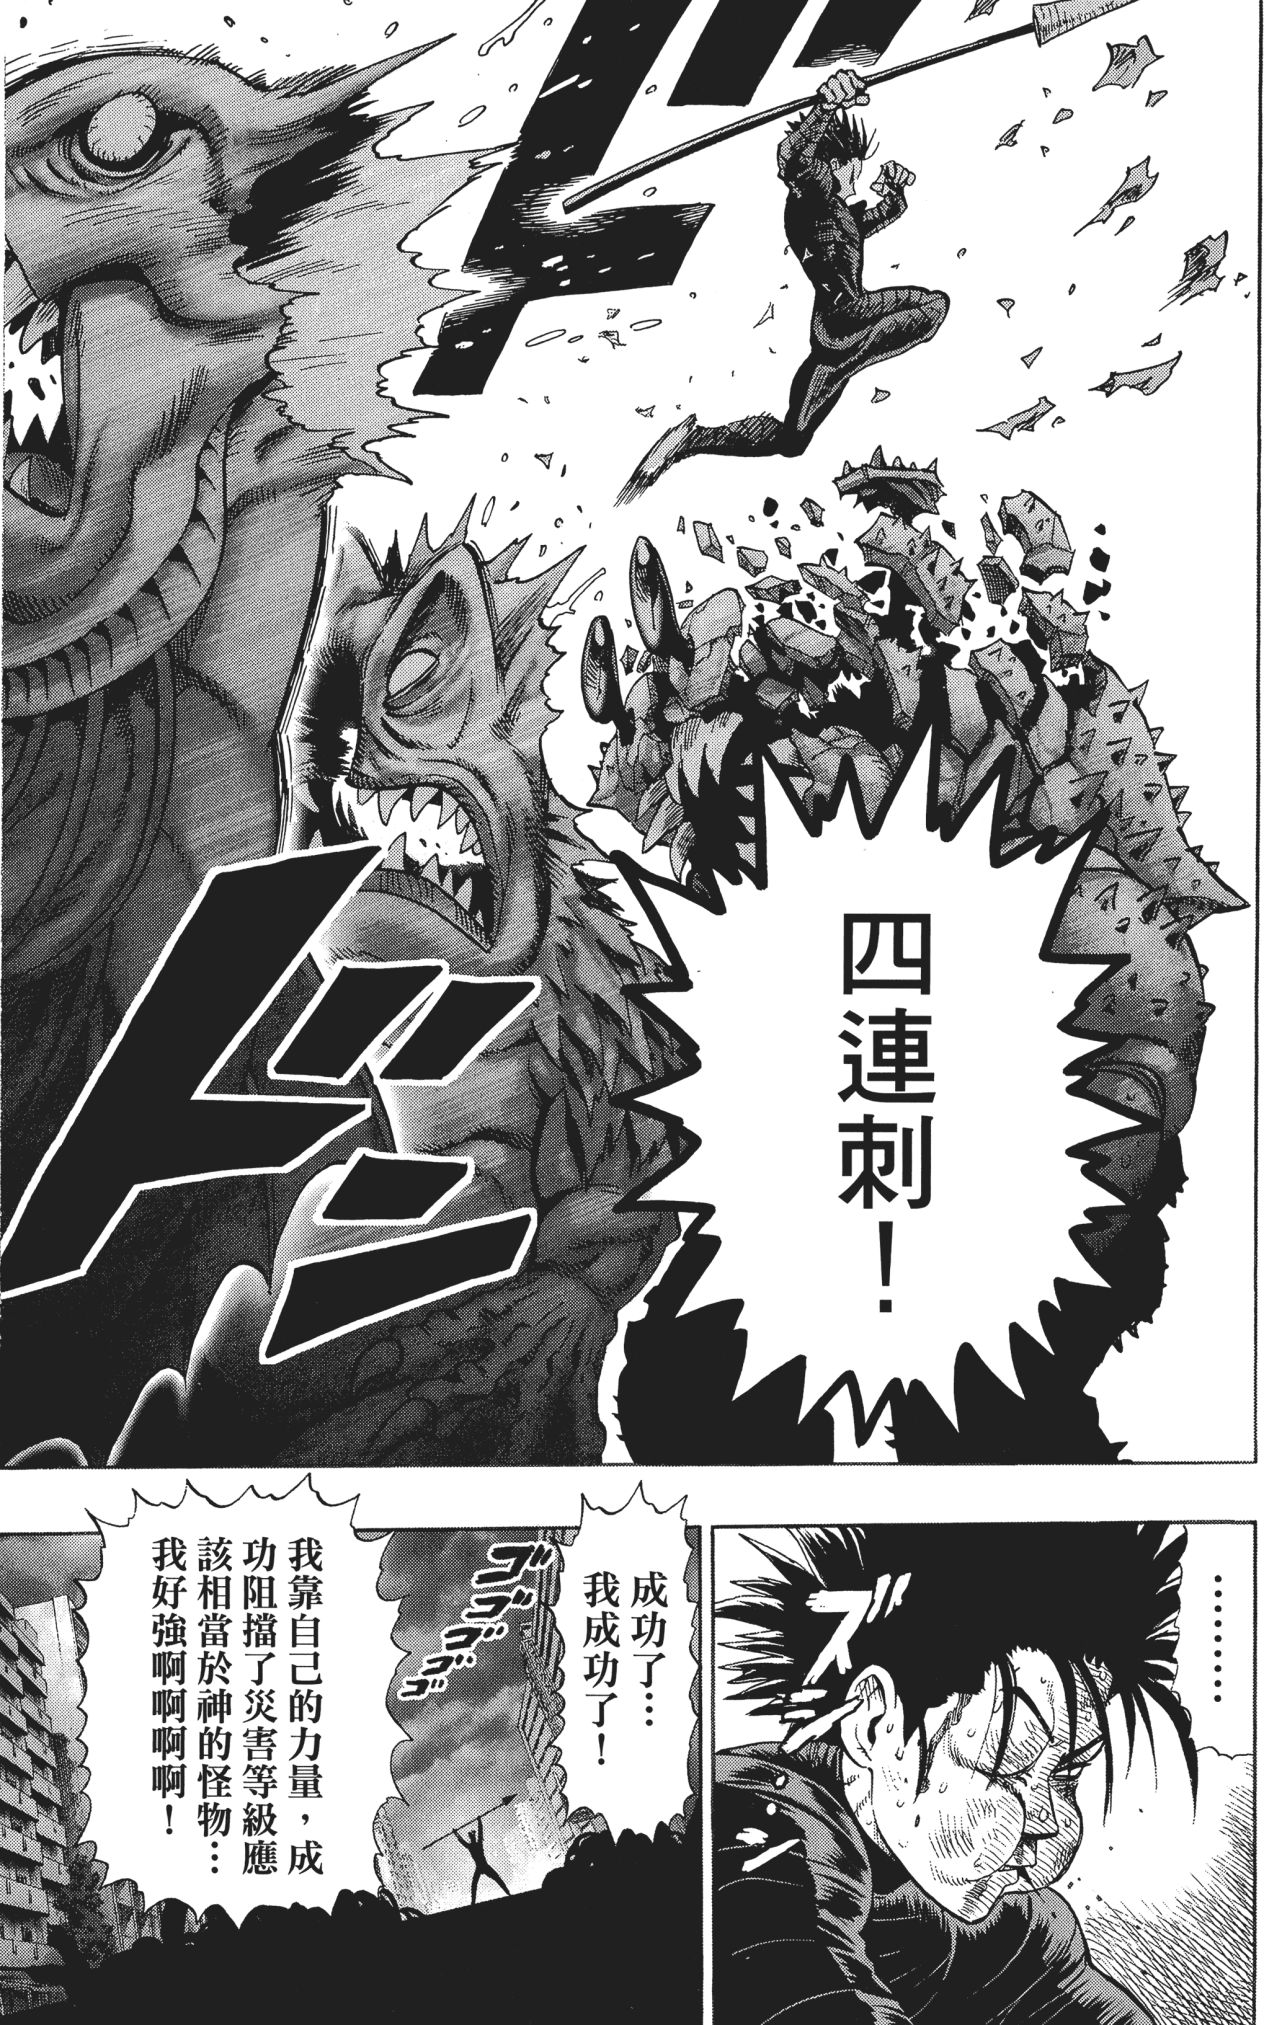 ド
ドン
四連刺！
………
ズキン
成功了…
我成功了！
ゴゴゴゴ
我靠自己的力量，成
功阻擋了災害等級應
該相當於神的怪物…
我好強啊啊啊啊！